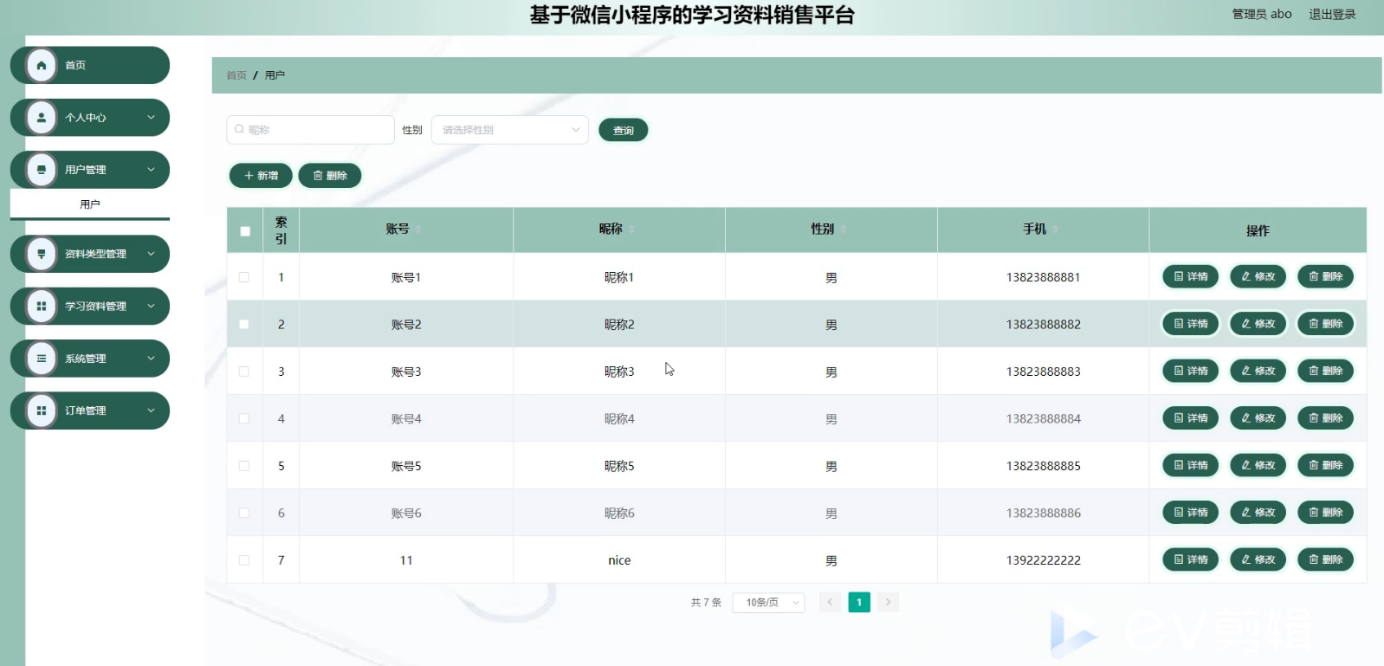 基于微信小程序的学习资料销售平台
管理员 abo 退出登录
首页
个人中心
用户管理
用户
资料类型管理
学习资料管理
系统管理
订单管理
首页 / 用户
昵称 性别 请选择性别 查询
新增 删除
索引 账号 昵称 性别 手机 操作
1 账号1 昵称1 男 13823888881 详情 修改 删除
2 账号2 昵称2 男 13823888882 详情 修改 删除
3 账号3 昵称3 男 13823888883 详情 修改 删除
4 账号4 昵称4 男 13823888884 详情 修改 删除
5 账号5 昵称5 男 13823888885 详情 修改 删除
6 账号6 昵称6 男 13823888886 详情 修改 删除
7 11 nice 男 13922222222 详情 修改 删除
共 7 条 10条/页 1
ev剪辑